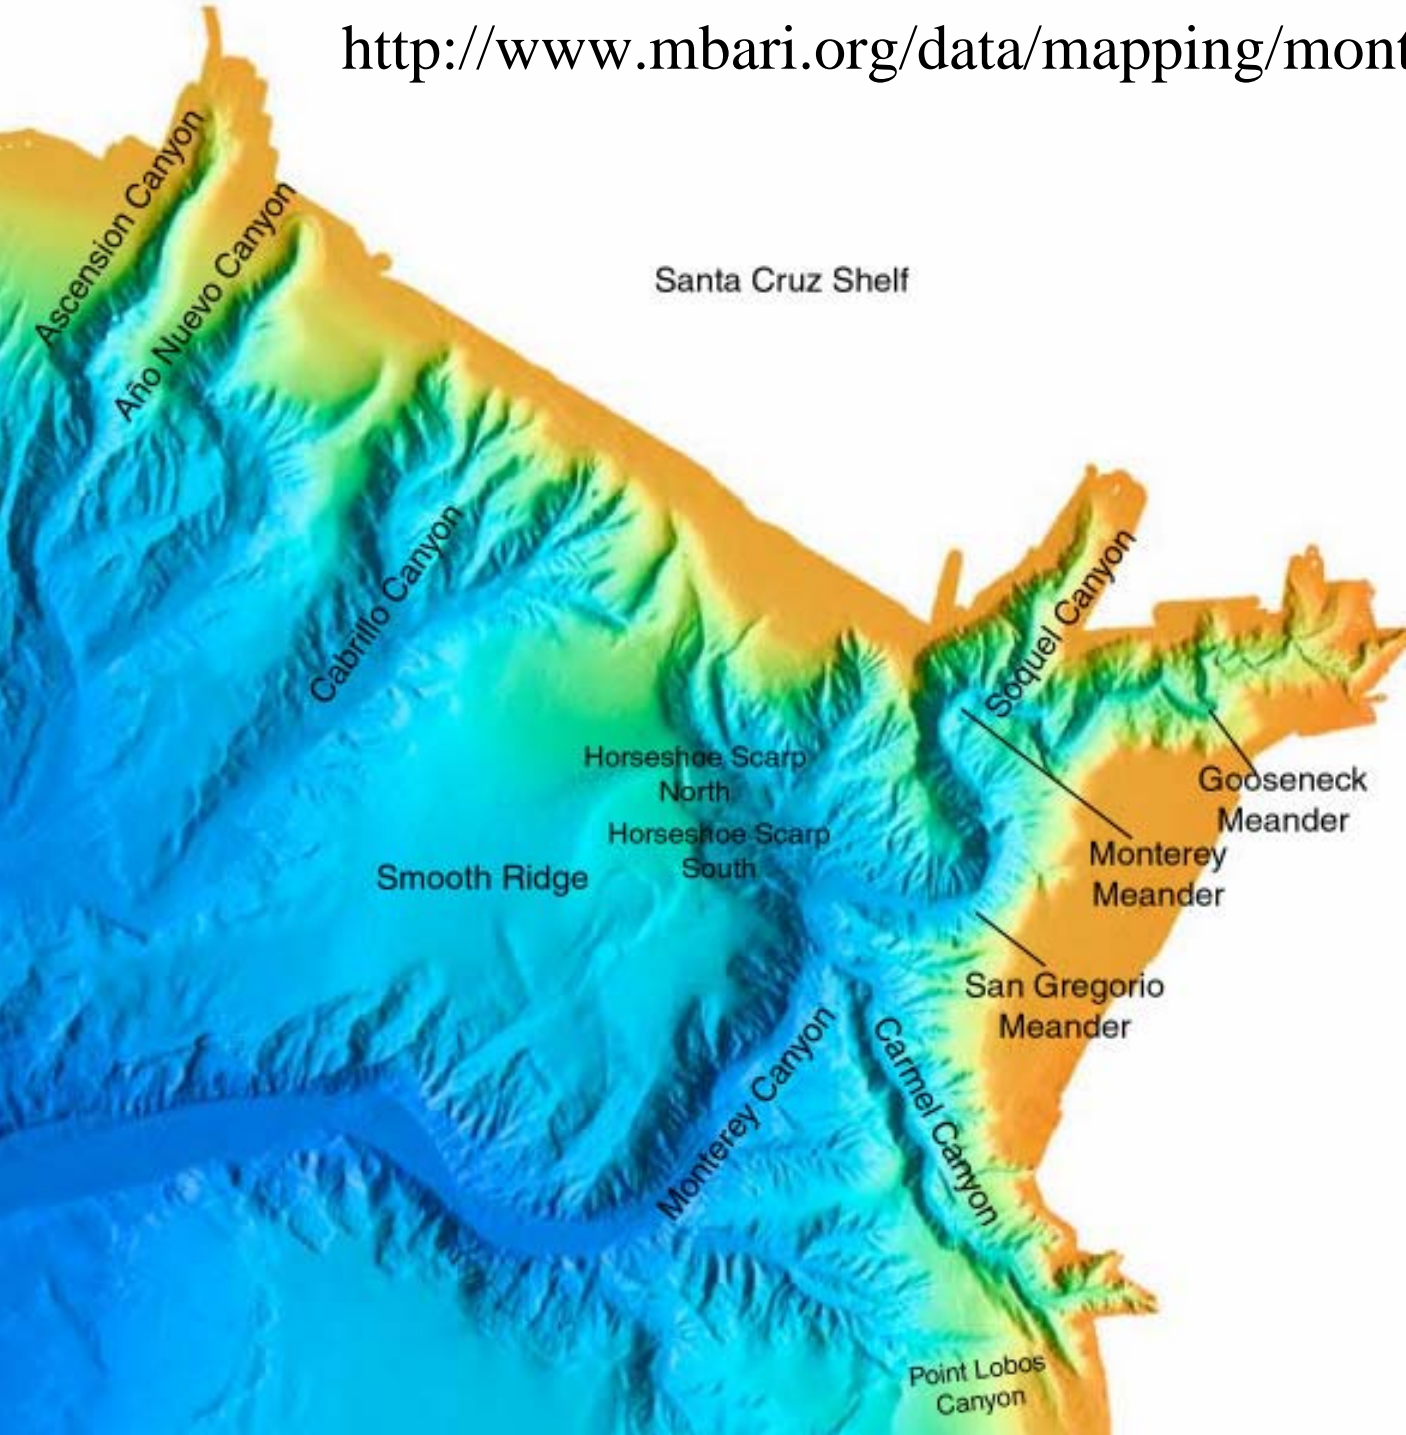 http://www.mbari.org/data/mapping/mont
Ascension Canyon
Año Nuevo Canyon
Santa Cruz Shelf
Cabrillo Canyon
Soquel Canyon
Horseshoe Scarp
North
Horseshoe Scarp
South
Smooth Ridge
Gooseneck
Meander
Monterey
Meander
San Gregorio
Meander
Monterey Canyon
Carmel Canyon
Point Lobos
Canyon